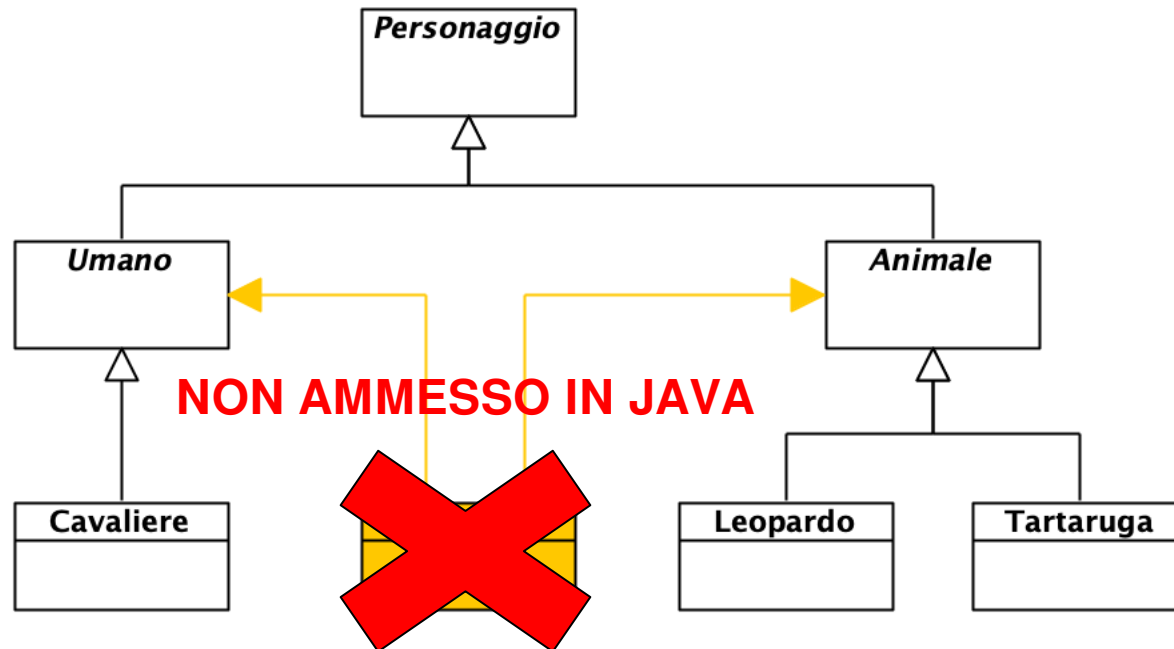 Personaggio
Umano
Animale
NON AMMESSO IN JAVA
Cavaliere
Leopardo
Tartaruga